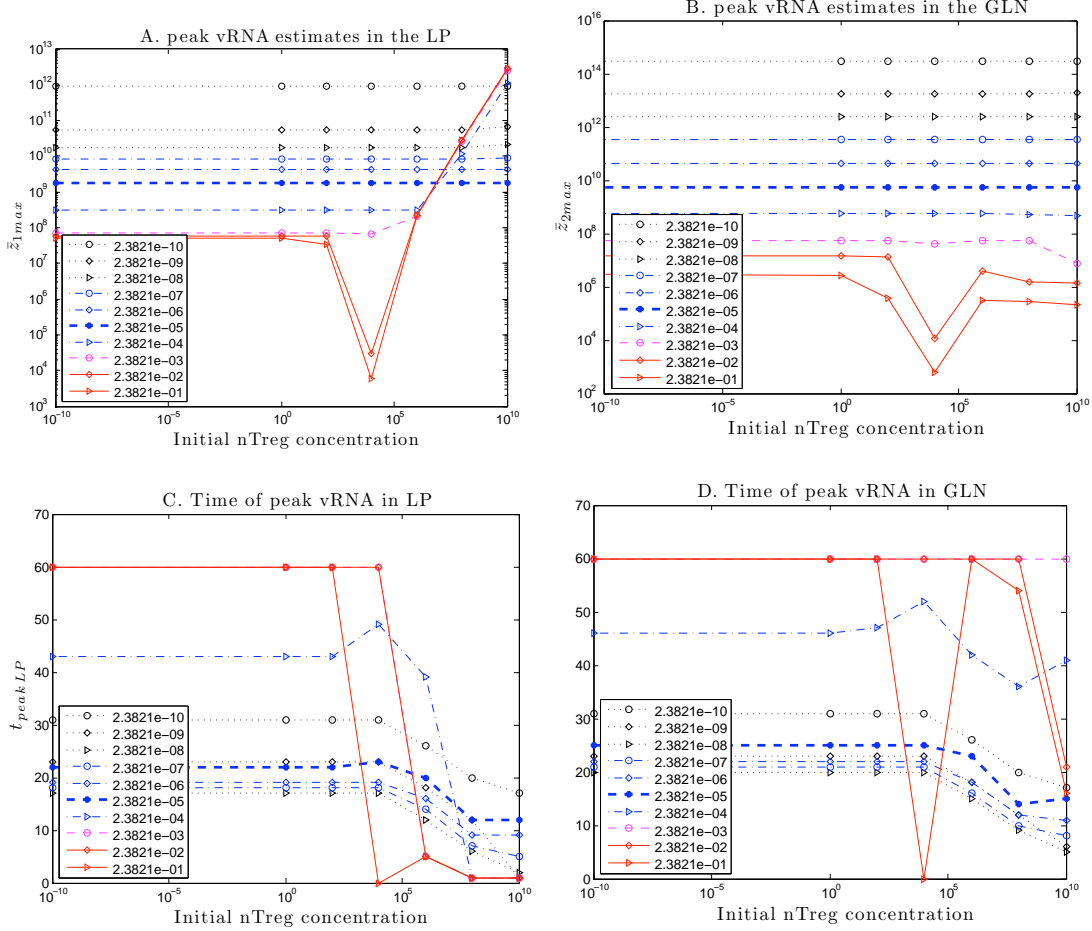 A. peak vRNA estimates in the LP
10^13
10^12
10^11
10^10
10^9
10^8
10^7
10^6
10^5
10^4
10^3
z̄1max
2.3821e−10
2.3821e−09
2.3821e−08
2.3821e−07
2.3821e−06
2.3821e−05
2.3821e−04
2.3821e−03
2.3821e−02
2.3821e−01
10^−10
10^−5
10^0
10^5
10^10
Initial nTreg concentration
B. peak vRNA estimates in the GLN
10^16
10^14
10^12
10^10
10^8
10^6
10^4
10^2
z̄2max
2.3821e−10
2.3821e−09
2.3821e−08
2.3821e−07
2.3821e−06
2.3821e−05
2.3821e−04
2.3821e−03
2.3821e−02
2.3821e−01
10^−10
10^−5
10^0
10^5
10^10
Initial nTreg concentration
C. Time of peak vRNA in LP
70
60
50
40
30
20
10
0
tpeakLP
2.3821e−10
2.3821e−09
2.3821e−08
2.3821e−07
2.3821e−06
2.3821e−05
2.3821e−04
2.3821e−03
2.3821e−02
2.3821e−01
10^−10
10^−5
10^0
10^5
10^10
Initial nTreg concentration
D. Time of peak vRNA in GLN
70
60
50
40
30
20
10
0
2.3821e−10
2.3821e−09
2.3821e−08
2.3821e−07
2.3821e−06
2.3821e−05
2.3821e−04
2.3821e−03
2.3821e−02
2.3821e−01
10^−10
10^−5
10^0
10^5
10^10
Initial nTreg concentration